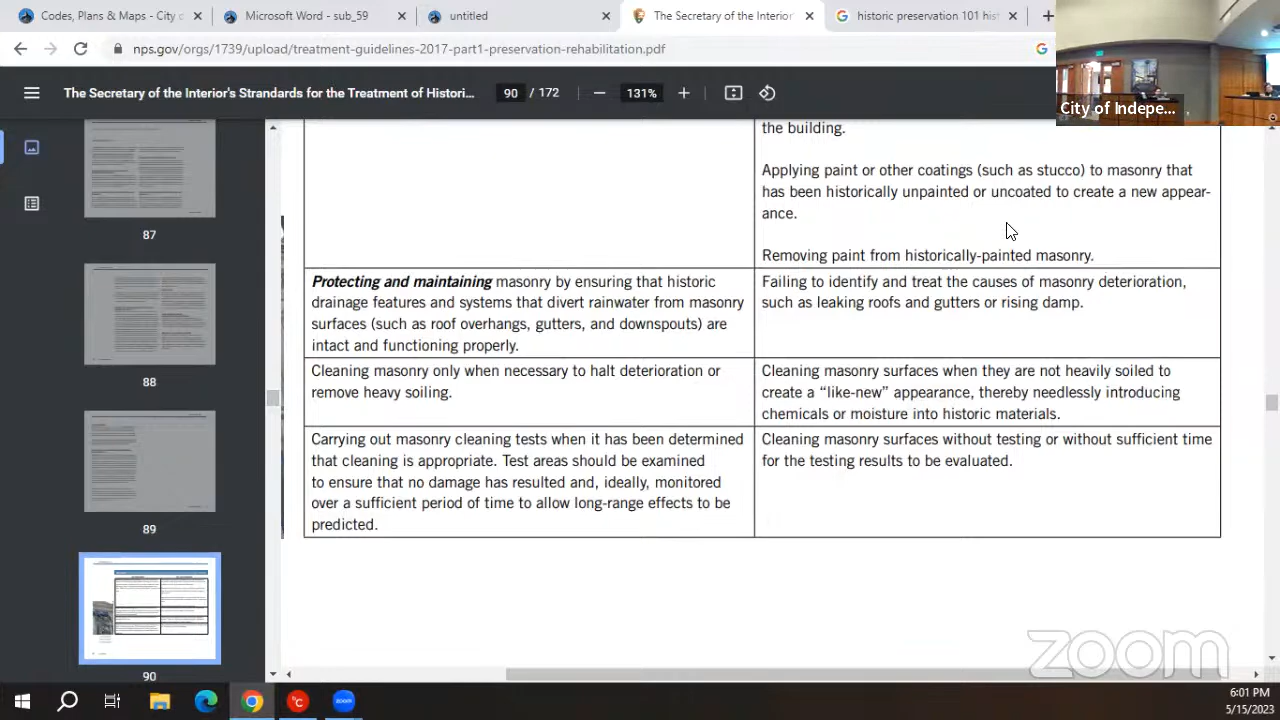 Codes, Plans & Maps - City o
Microsoft Word - sub_59
untitled
The Secretary of the Interior'
historic preservation 101 hist
nps.gov/orgs/1739/upload/treatment-guidelines-2017-part1-preservation-rehabilitation.pdf
The Secretary of the Interior's Standards for the Treatment of Histori...
90 / 172
131%
City of Indepe...
87
88
89
90
the building.
Applying paint or other coatings (such as stucco) to masonry that
has been historically unpainted or uncoated to create a new appear-
ance.
Removing paint from historically-painted masonry.
Protecting and maintaining masonry by ensuring that historic
drainage features and systems that divert rainwater from masonry
surfaces (such as roof overhangs, gutters, and downspouts) are
intact and functioning properly.
Failing to identify and treat the causes of masonry deterioration,
such as leaking roofs and gutters or rising damp.
Cleaning masonry only when necessary to halt deterioration or
remove heavy soiling.
Cleaning masonry surfaces when they are not heavily soiled to
create a “like-new” appearance, thereby needlessly introducing
chemicals or moisture into historic materials.
Carrying out masonry cleaning tests when it has been determined
that cleaning is appropriate. Test areas should be examined
to ensure that no damage has resulted and, ideally, monitored
over a sufficient period of time to allow long-range effects to be
predicted.
Cleaning masonry surfaces without testing or without sufficient time
for the testing results to be evaluated.
zoom
zoom
6:01 PM
5/15/2023